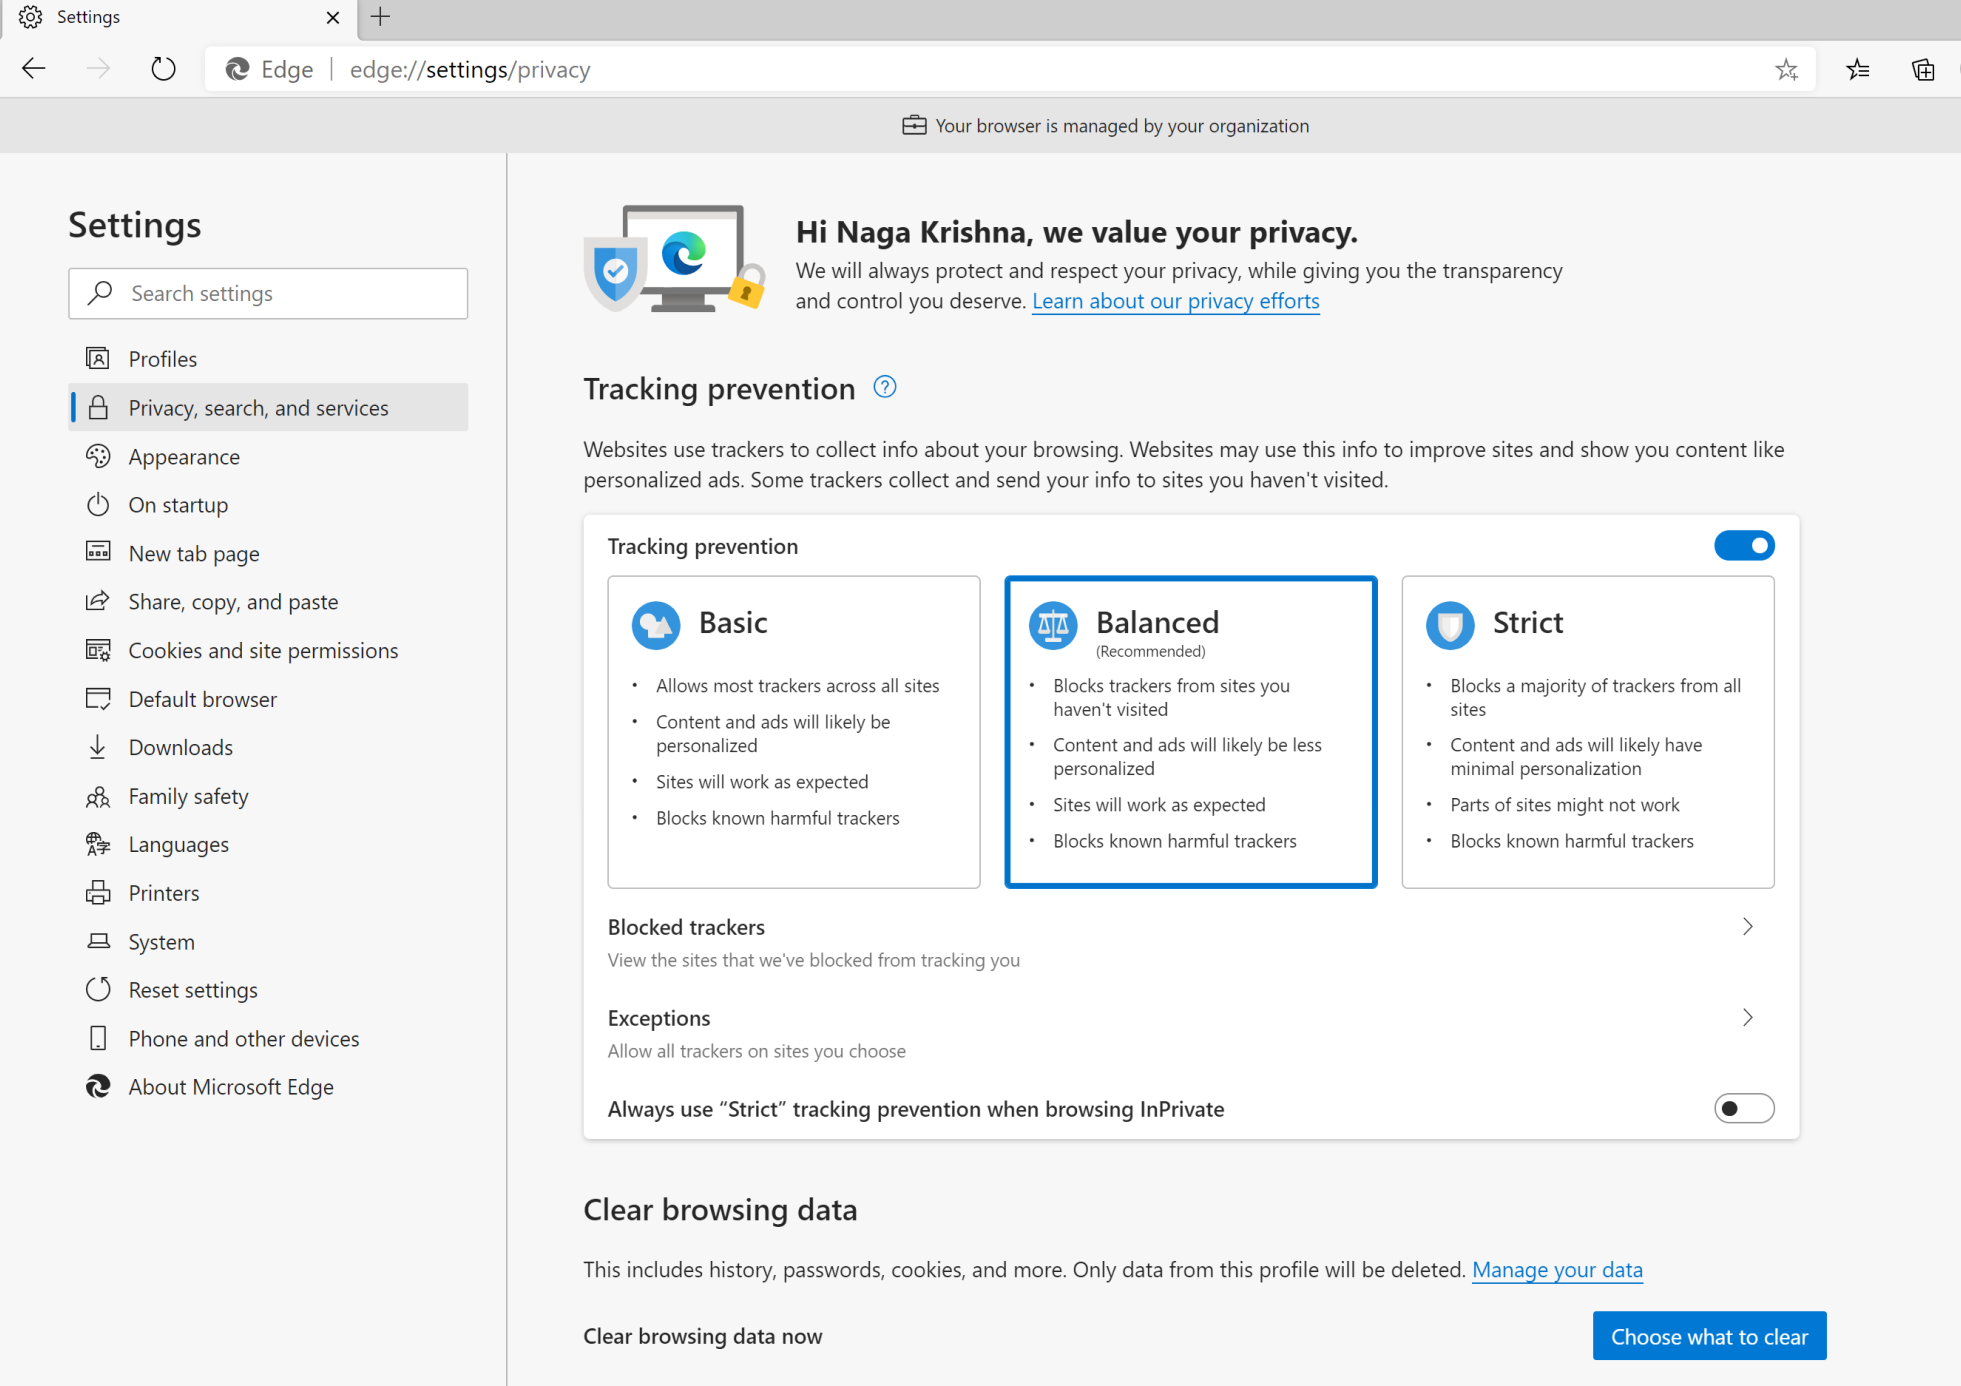 Settings
Edge
edge://settings/privacy
Your browser is managed by your organization
Settings
Search settings
Profiles
Privacy, search, and services
Appearance
On startup
New tab page
Share, copy, and paste
Cookies and site permissions
Default browser
Downloads
Family safety
Languages
Printers
System
Reset settings
Phone and other devices
About Microsoft Edge
Hi Naga Krishna, we value your privacy.
We will always protect and respect your privacy, while giving you the transparency
and control you deserve. Learn about our privacy efforts
Tracking prevention
Websites use trackers to collect info about your browsing. Websites may use this info to improve sites and show you content like
personalized ads. Some trackers collect and send your info to sites you haven't visited.
Tracking prevention
Basic
• Allows most trackers across all sites
• Content and ads will likely be
personalized
• Sites will work as expected
• Blocks known harmful trackers
Balanced
(Recommended)
• Blocks trackers from sites you
haven't visited
• Content and ads will likely be less
personalized
• Sites will work as expected
• Blocks known harmful trackers
Strict
• Blocks a majority of trackers from all
sites
• Content and ads will likely have
minimal personalization
• Parts of sites might not work
• Blocks known harmful trackers
Blocked trackers
View the sites that we've blocked from tracking you
Exceptions
Allow all trackers on sites you choose
Always use “Strict” tracking prevention when browsing InPrivate
Clear browsing data
This includes history, passwords, cookies, and more. Only data from this profile will be deleted. Manage your data
Clear browsing data now
Choose what to clear